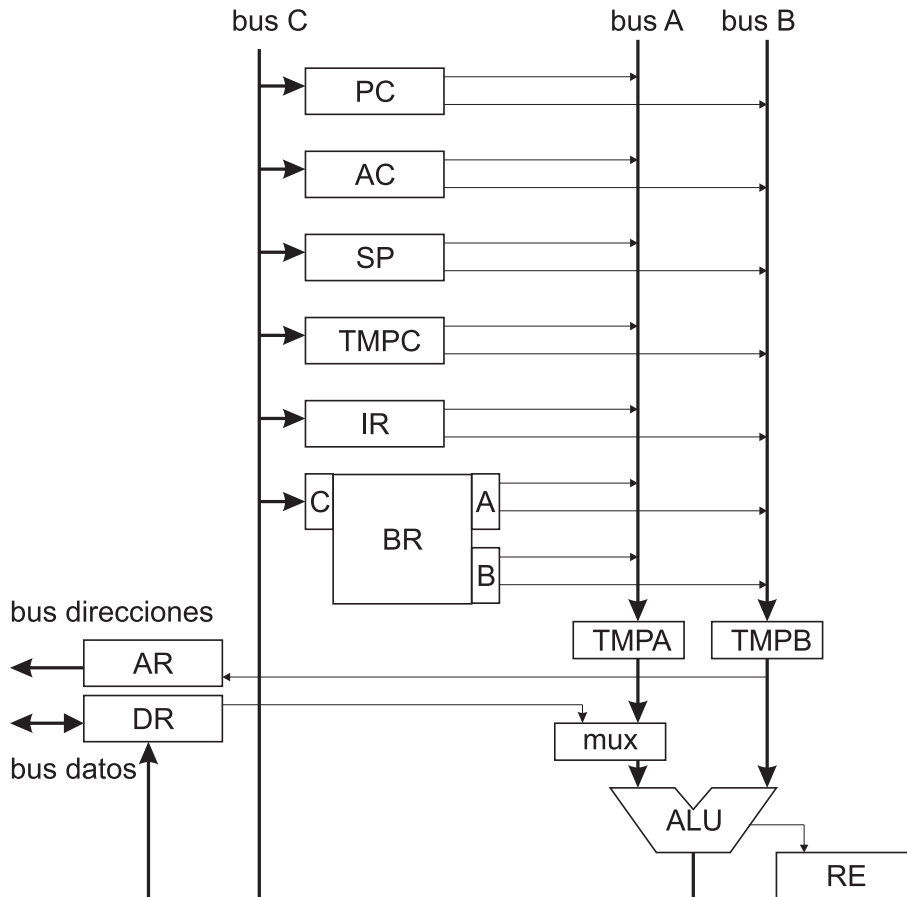 bus C
bus A
bus B
PC
AC
SP
TMPC
IR
C
A
BR
B
bus direcciones
TMPA
TMPB
AR
DR
mux
bus datos
ALU
RE